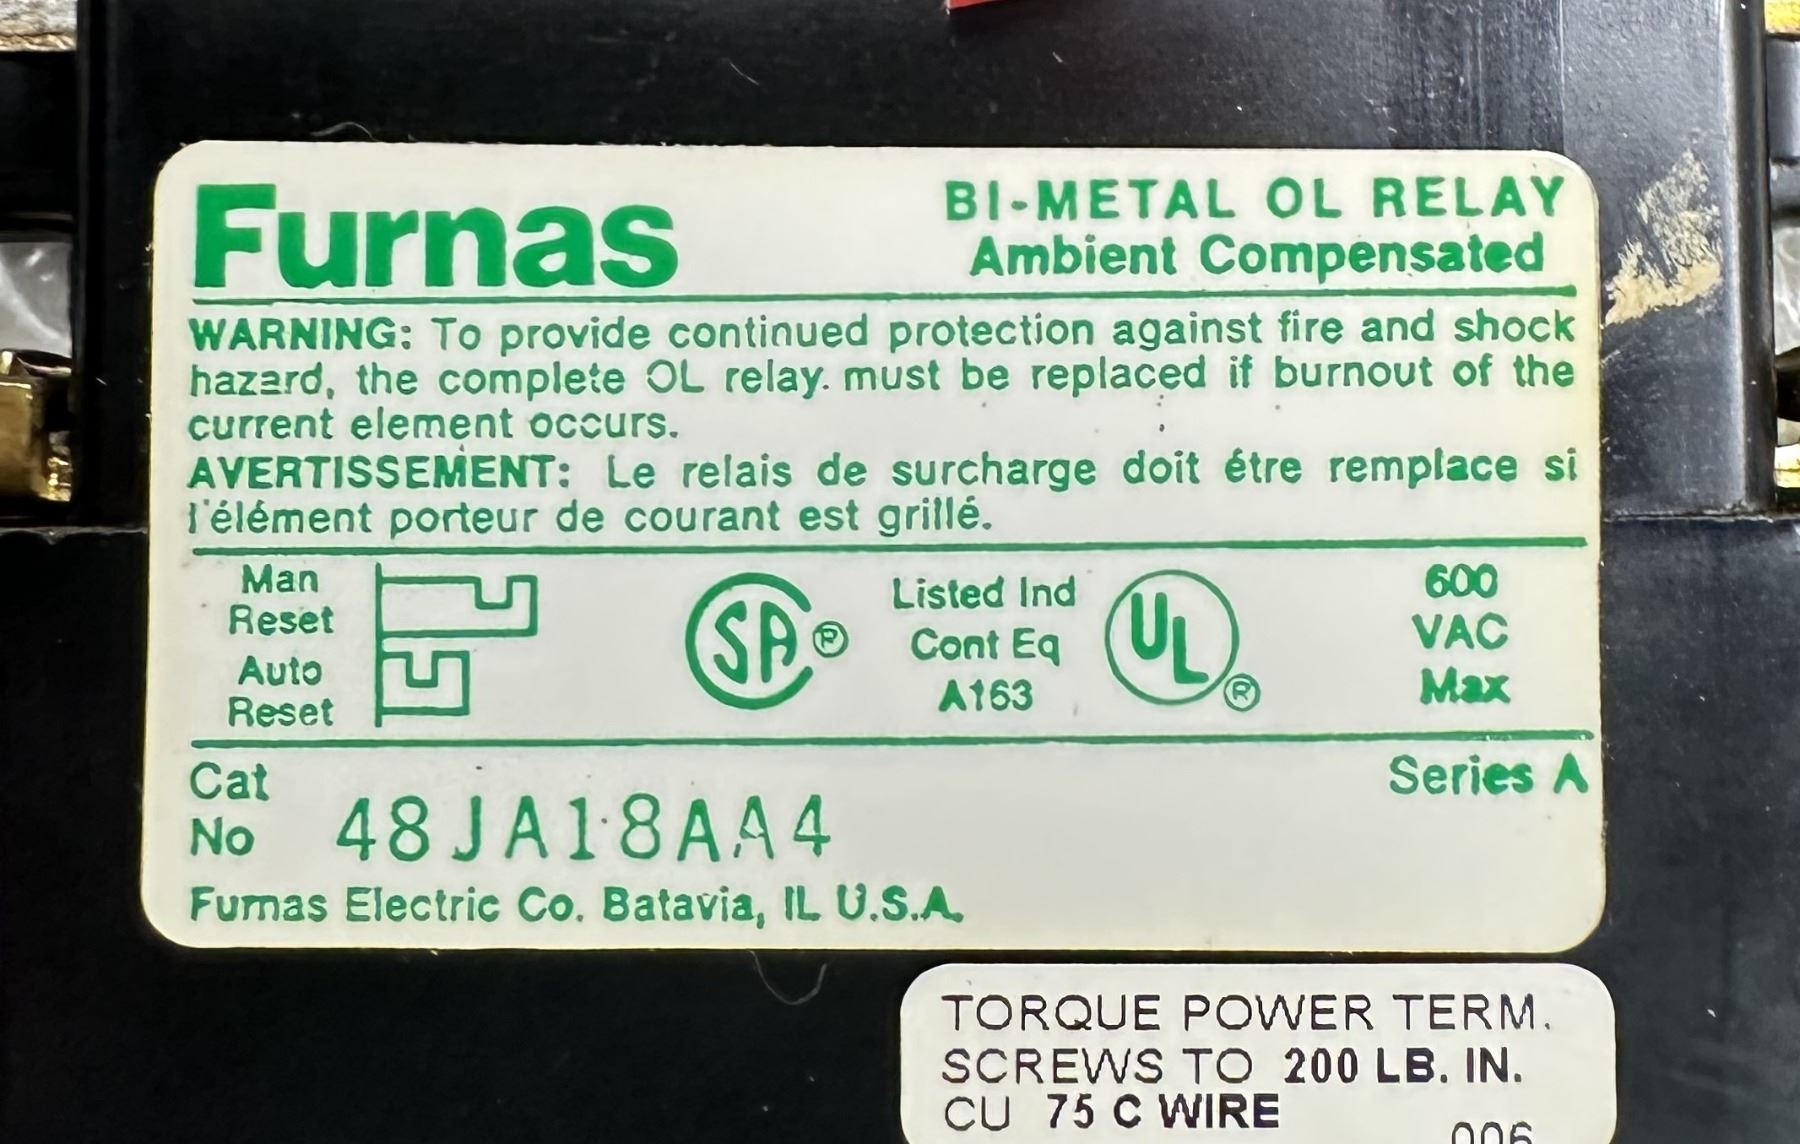 Furnas
BI-METAL OL RELAY
Ambient Compensated
WARNING: To provide continued protection against fire and shock
hazard, the complete OL relay. must be replaced if burnout of the
current element occurs.
AVERTISSEMENT: Le relais de surcharge doit étre remplace si
l'élément porteur de courant est grillé.
Man
Reset
Auto
Reset
SA ®
Listed Ind
Cont Eq
A163
UL ®
600
VAC
Max
Series A
Cat
No 48JA18AA4
Furnas Electric Co. Batavia, IL U.S.A.
TORQUE POWER TERM.
SCREWS TO 200 LB. IN.
CU 75 C WIRE